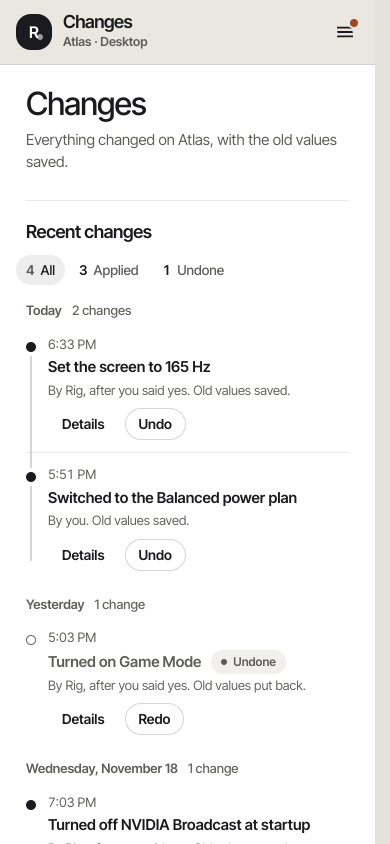 R
Changes
Atlas · Desktop
Changes
Everything changed on Atlas, with the old values
saved.
Recent changes
4 All 3 Applied 1 Undone
Today 2 changes
6:33 PM
Set the screen to 165 Hz
By Rig, after you said yes. Old values saved.
Details Undo
5:51 PM
Switched to the Balanced power plan
By you. Old values saved.
Details Undo
Yesterday 1 change
5:03 PM
Turned on Game Mode Undone
By Rig, after you said yes. Old values put back.
Details Redo
Wednesday, November 18 1 change
7:03 PM
Turned off NVIDIA Broadcast at startup